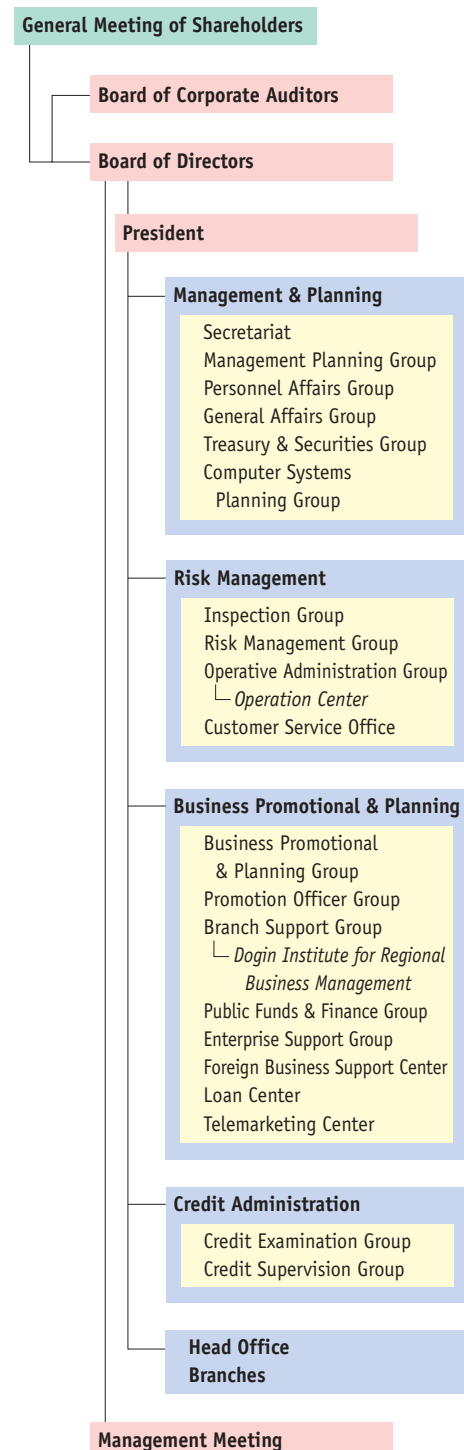 General Meeting of Shareholders
Board of Corporate Auditors
Board of Directors
President
Management & Planning
Secretariat
Management Planning Group
Personnel Affairs Group
General Affairs Group
Treasury & Securities Group
Computer Systems
Planning Group
Risk Management
Inspection Group
Risk Management Group
Operative Administration Group
Operation Center
Customer Service Office
Business Promotional & Planning
Business Promotional
& Planning Group
Promotion Officer Group
Branch Support Group
Dogin Institute for Regional
Business Management
Public Funds & Finance Group
Enterprise Support Group
Foreign Business Support Center
Loan Center
Telemarketing Center
Credit Administration
Credit Examination Group
Credit Supervision Group
Head Office
Branches
Management Meeting